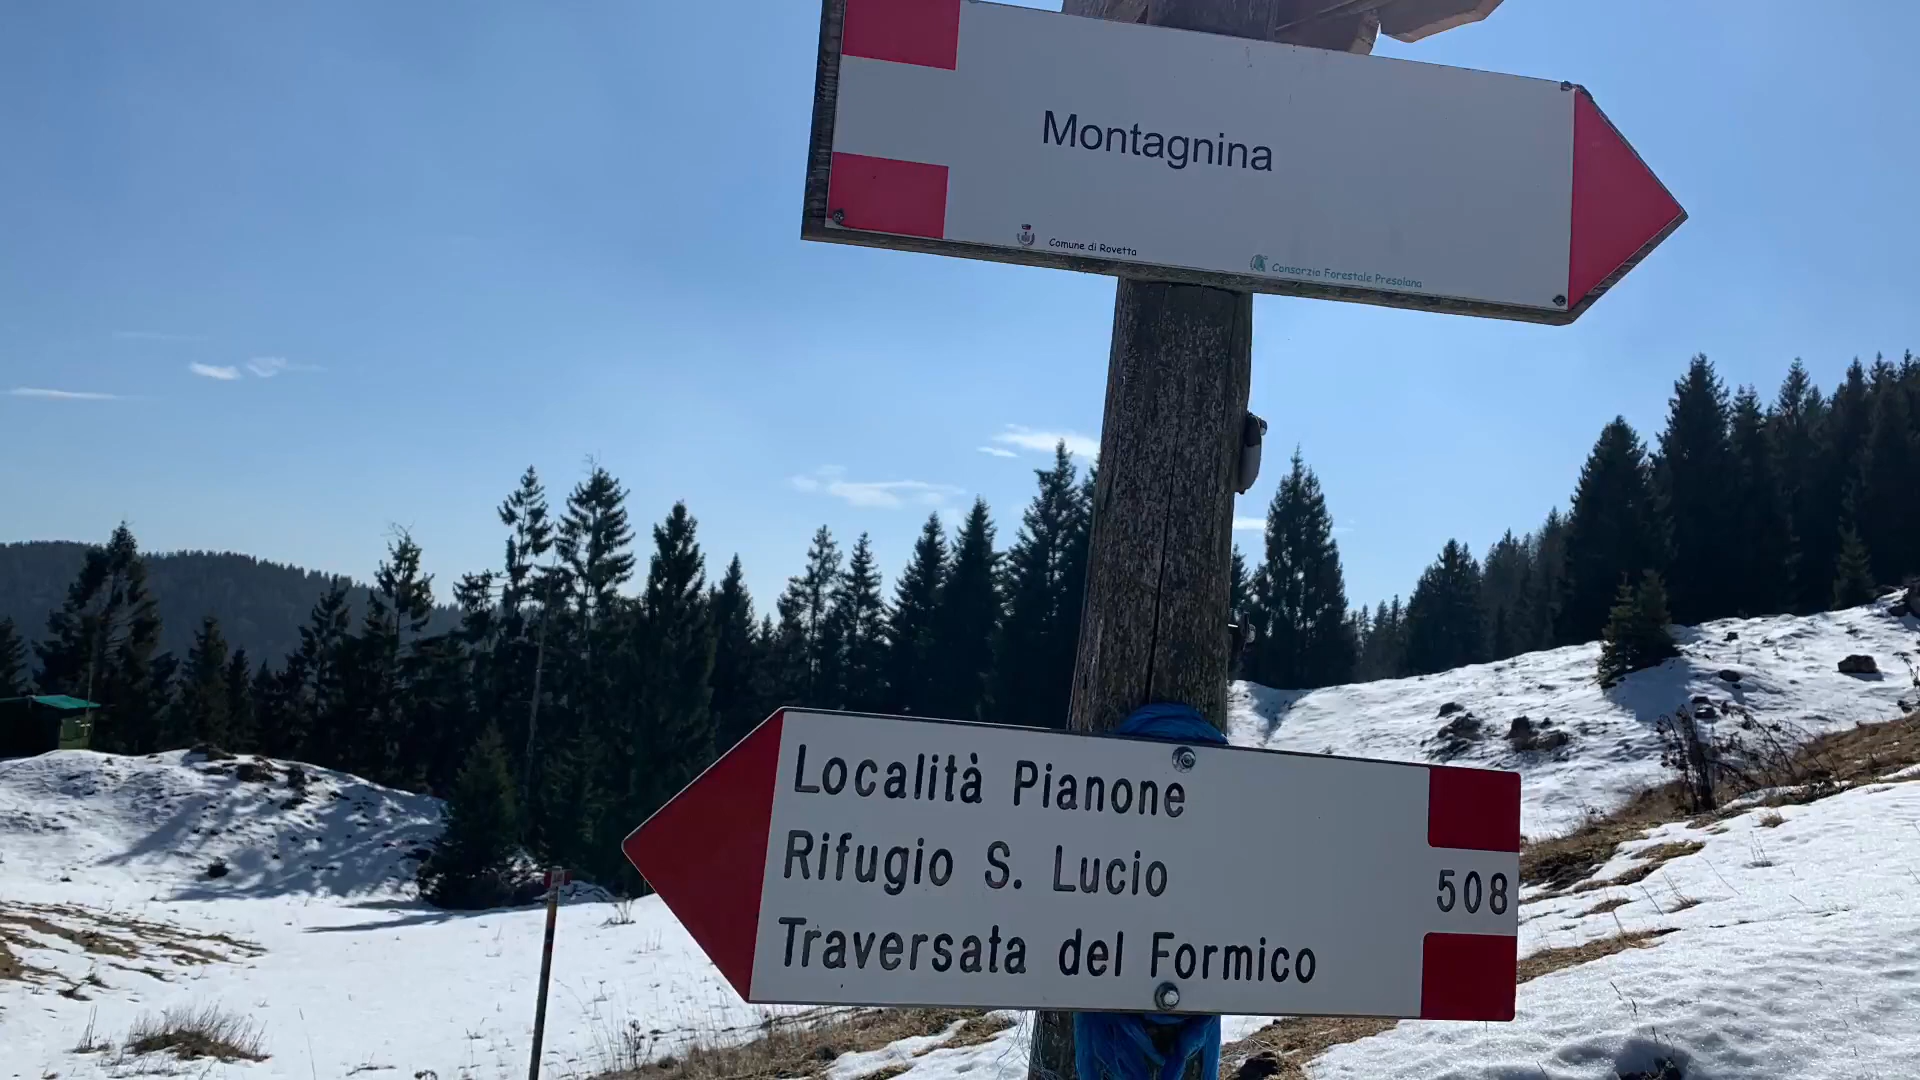 Montagnina
Comune di Rovetta
Consorzio Forestale Presolana
Località Pianone
Rifugio S. Lucio
508
Traversata del Formico